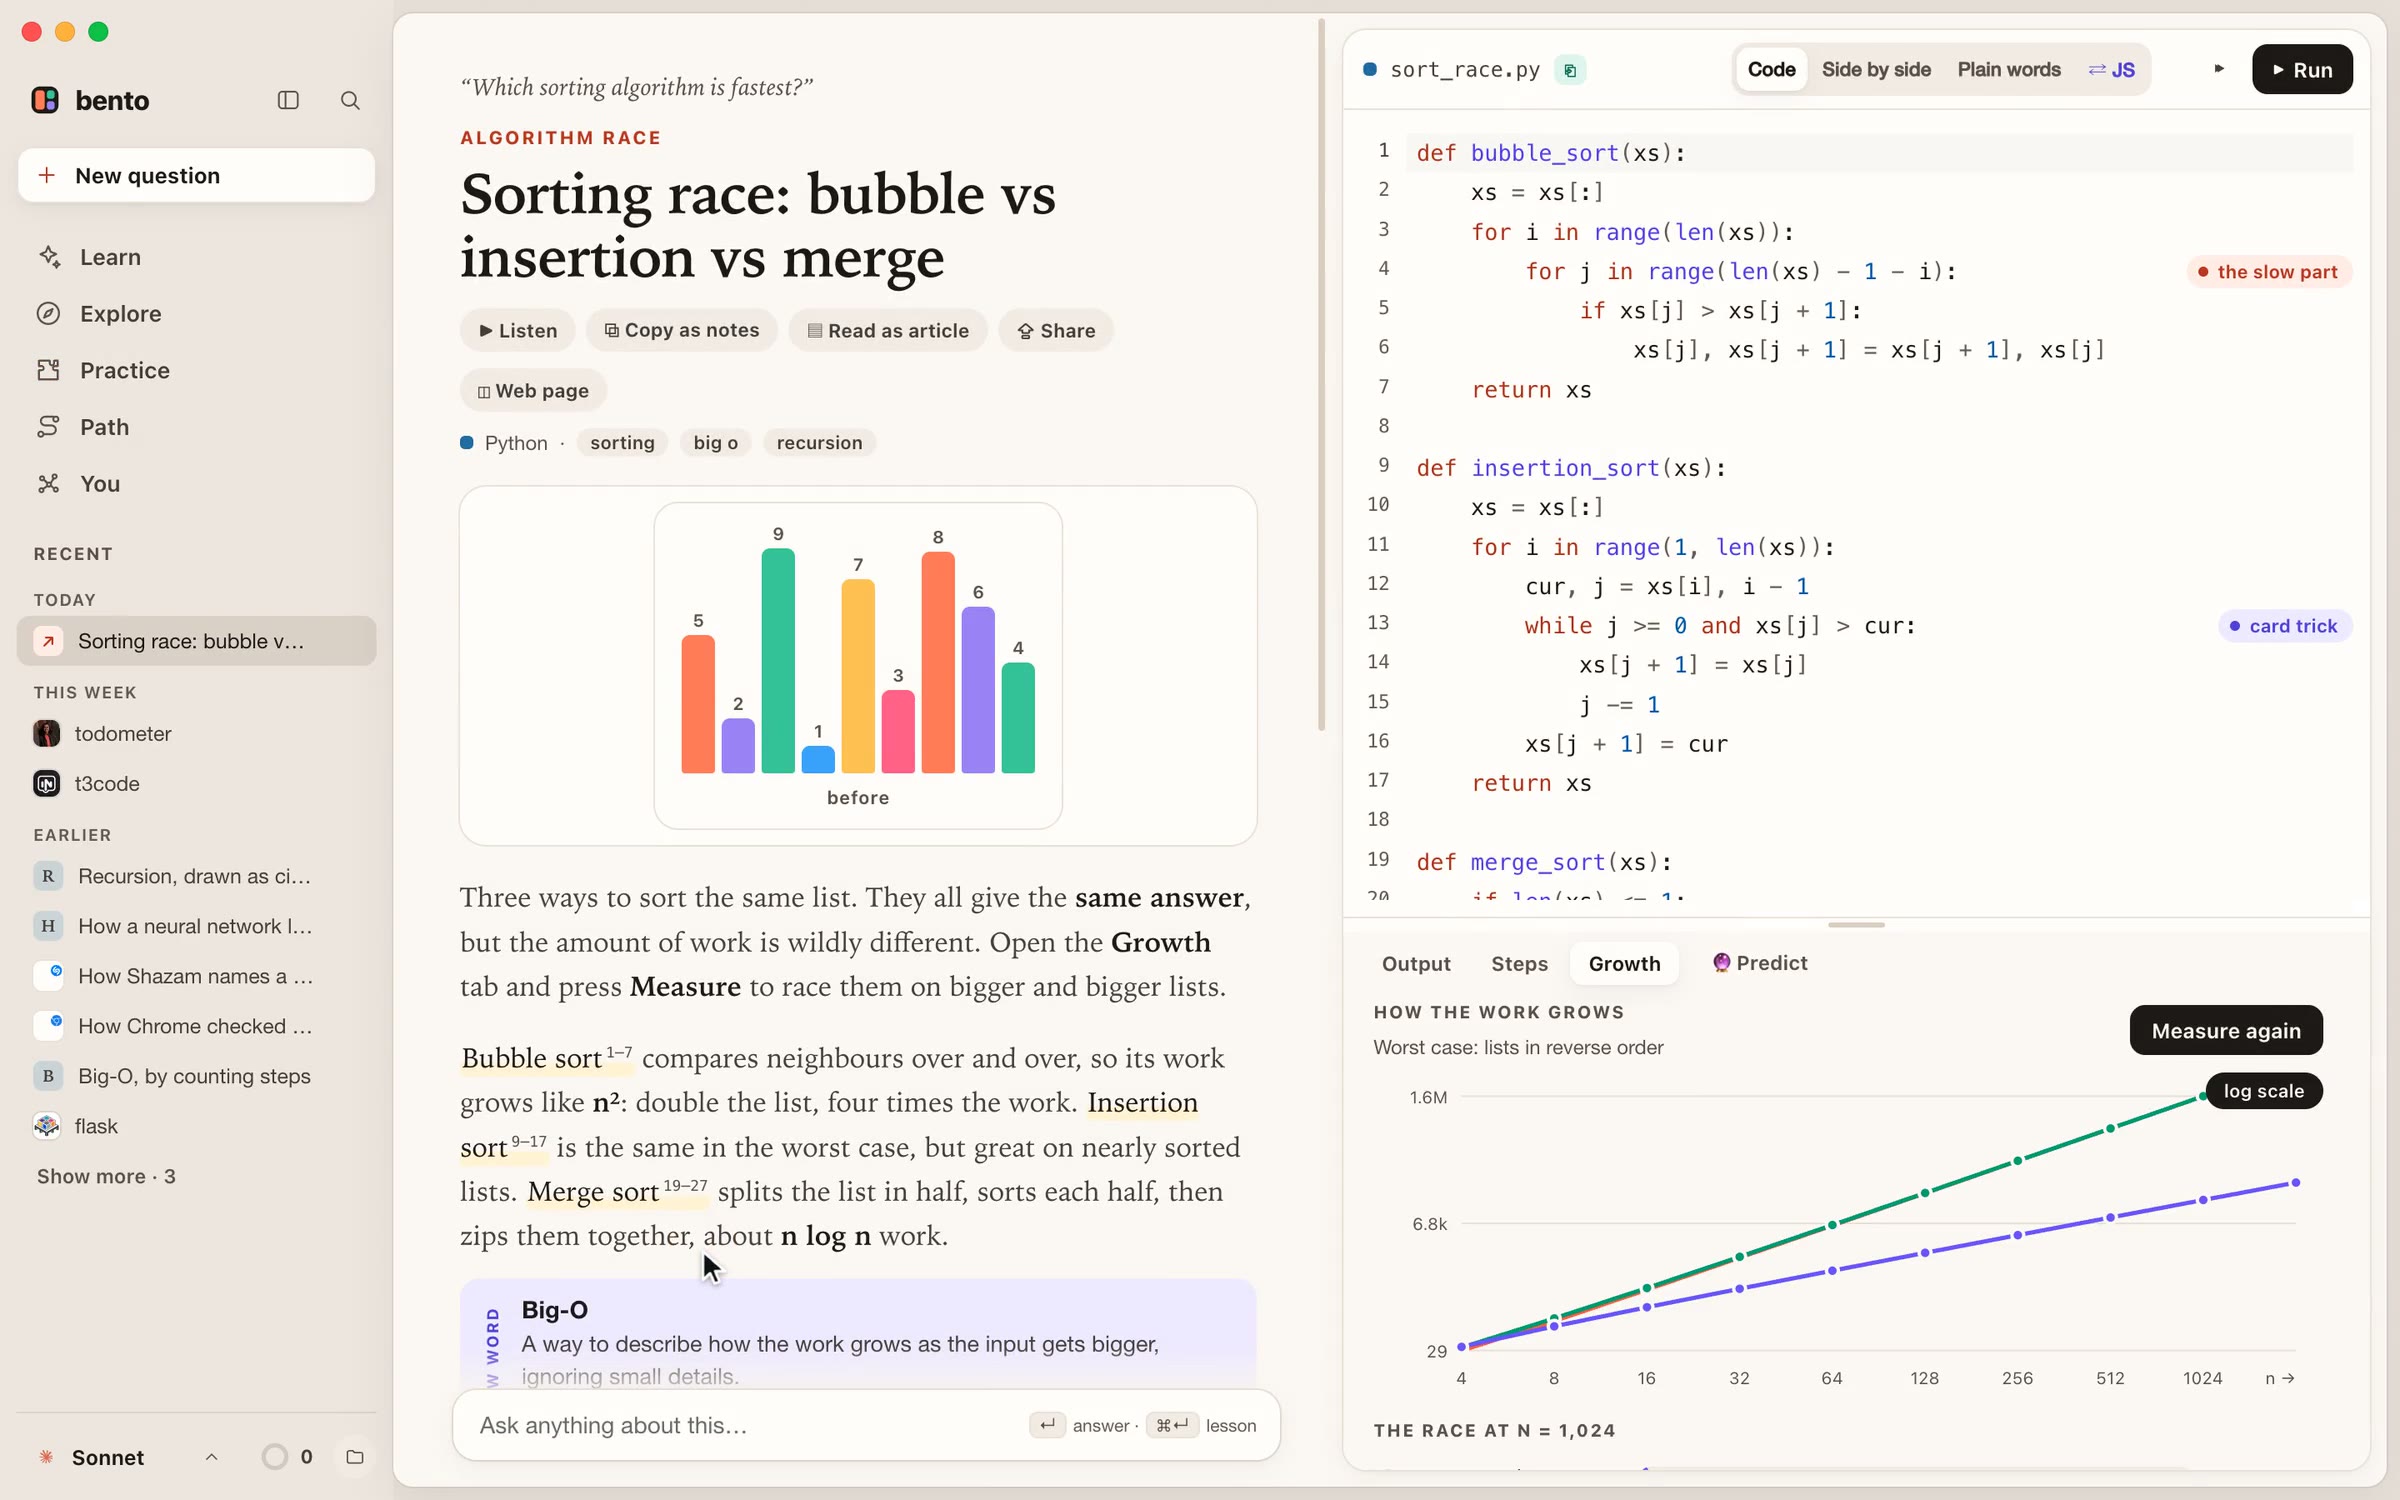 bento
New question
Learn
Explore
Practice
Path
You
RECENT
TODAY
Sorting race: bubble v…
THIS WEEK
todometer
t3code
EARLIER
R Recursion, drawn as ci…
H How a neural network l…
How Shazam names a …
How Chrome checked …
B Big-O, by counting steps
flask
Show more · 3
Sonnet
0
“Which sorting algorithm is fastest?”
ALGORITHM RACE
Sorting race: bubble vs
insertion vs merge
Listen
Copy as notes
Read as article
Share
Web page
Python · sorting big o recursion
5 2 9 1 7 3 8 6 4
before
Three ways to sort the same list. They all give the same answer,
but the amount of work is wildly different. Open the Growth
tab and press Measure to race them on bigger and bigger lists.
Bubble sort 1–7 compares neighbours over and over, so its work
grows like n²: double the list, four times the work. Insertion
sort 9–17 is the same in the worst case, but great on nearly sorted
lists. Merge sort 19–27 splits the list in half, sorts each half, then
zips them together, about n log n work.
W WORD
Big-O
A way to describe how the work grows as the input gets bigger,
ignoring small details.
Ask anything about this…
answer · ⌘↵ lesson
sort_race.py
Code
Side by side
Plain words
⇄ JS
Run
1 def bubble_sort(xs):
2 xs = xs[:]
3 for i in range(len(xs)):
4 for j in range(len(xs) − 1 − i):
the slow part
5 if xs[j] > xs[j + 1]:
6 xs[j], xs[j + 1] = xs[j + 1], xs[j]
7 return xs
8
9 def insertion_sort(xs):
10 xs = xs[:]
11 for i in range(1, len(xs)):
12 cur, j = xs[i], i − 1
13 while j >= 0 and xs[j] > cur:
card trick
14 xs[j + 1] = xs[j]
15 j −= 1
16 xs[j + 1] = cur
17 return xs
18
19 def merge_sort(xs):
20 if len(xs) <= 1:
Output
Steps
Growth
Predict
HOW THE WORK GROWS
Worst case: lists in reverse order
Measure again
log scale
1.6M
6.8k
29
4 8 16 32 64 128 256 512 1024 n →
THE RACE AT N = 1,024